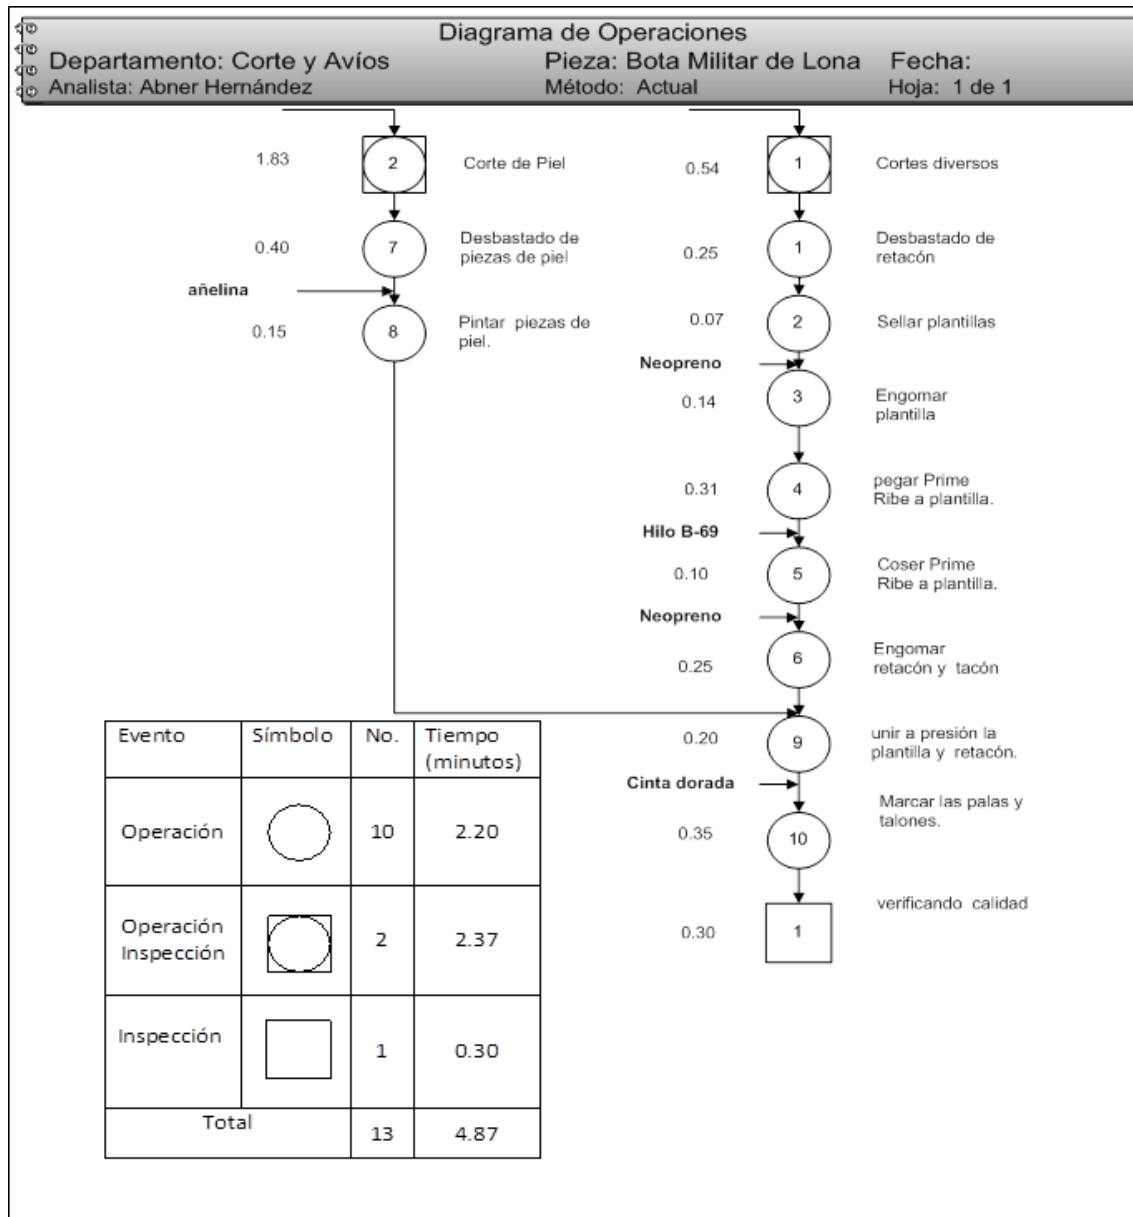 Diagrama de Operaciones
Departamento: Corte y Avíos
Pieza: Bota Militar de Lona
Fecha:
Analista: Abner Hernández
Método: Actual
Hoja: 1 de 1
1.83
2
Corte de Piel
0.40
7
Desbastado de
piezas de piel
añelina
0.15
8
Pintar piezas de
piel.
0.54
1
Cortes diversos
0.25
1
Desbastado de
retacón
0.07
2
Sellar plantillas
Neopreno
0.14
3
Engomar
plantilla
0.31
4
pegar Prime
Ribe a plantilla.
Hilo B-69
0.10
5
Coser Prime
Ribe a plantilla.
Neopreno
0.25
6
Engomar
retacón y tacón
0.20
9
unir a presión la
plantilla y retacón.
Cinta dorada
0.35
10
Marcar las palas y
talones.
0.30
1
verificando calidad
Evento
Símbolo
No.
Tiempo
(minutos)
Operación
10
2.20
Operación
Inspección
2
2.37
Inspección
1
0.30
Total
13
4.87